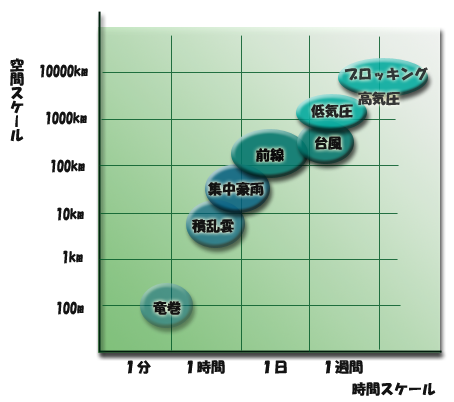 空間スケール
10000km
1000km
100km
10km
1km
100m
ブロッキング
高気圧
低気圧
台風
前線
集中豪雨
積乱雲
竜巻
1分
1時間
1日
1週間
時間スケール